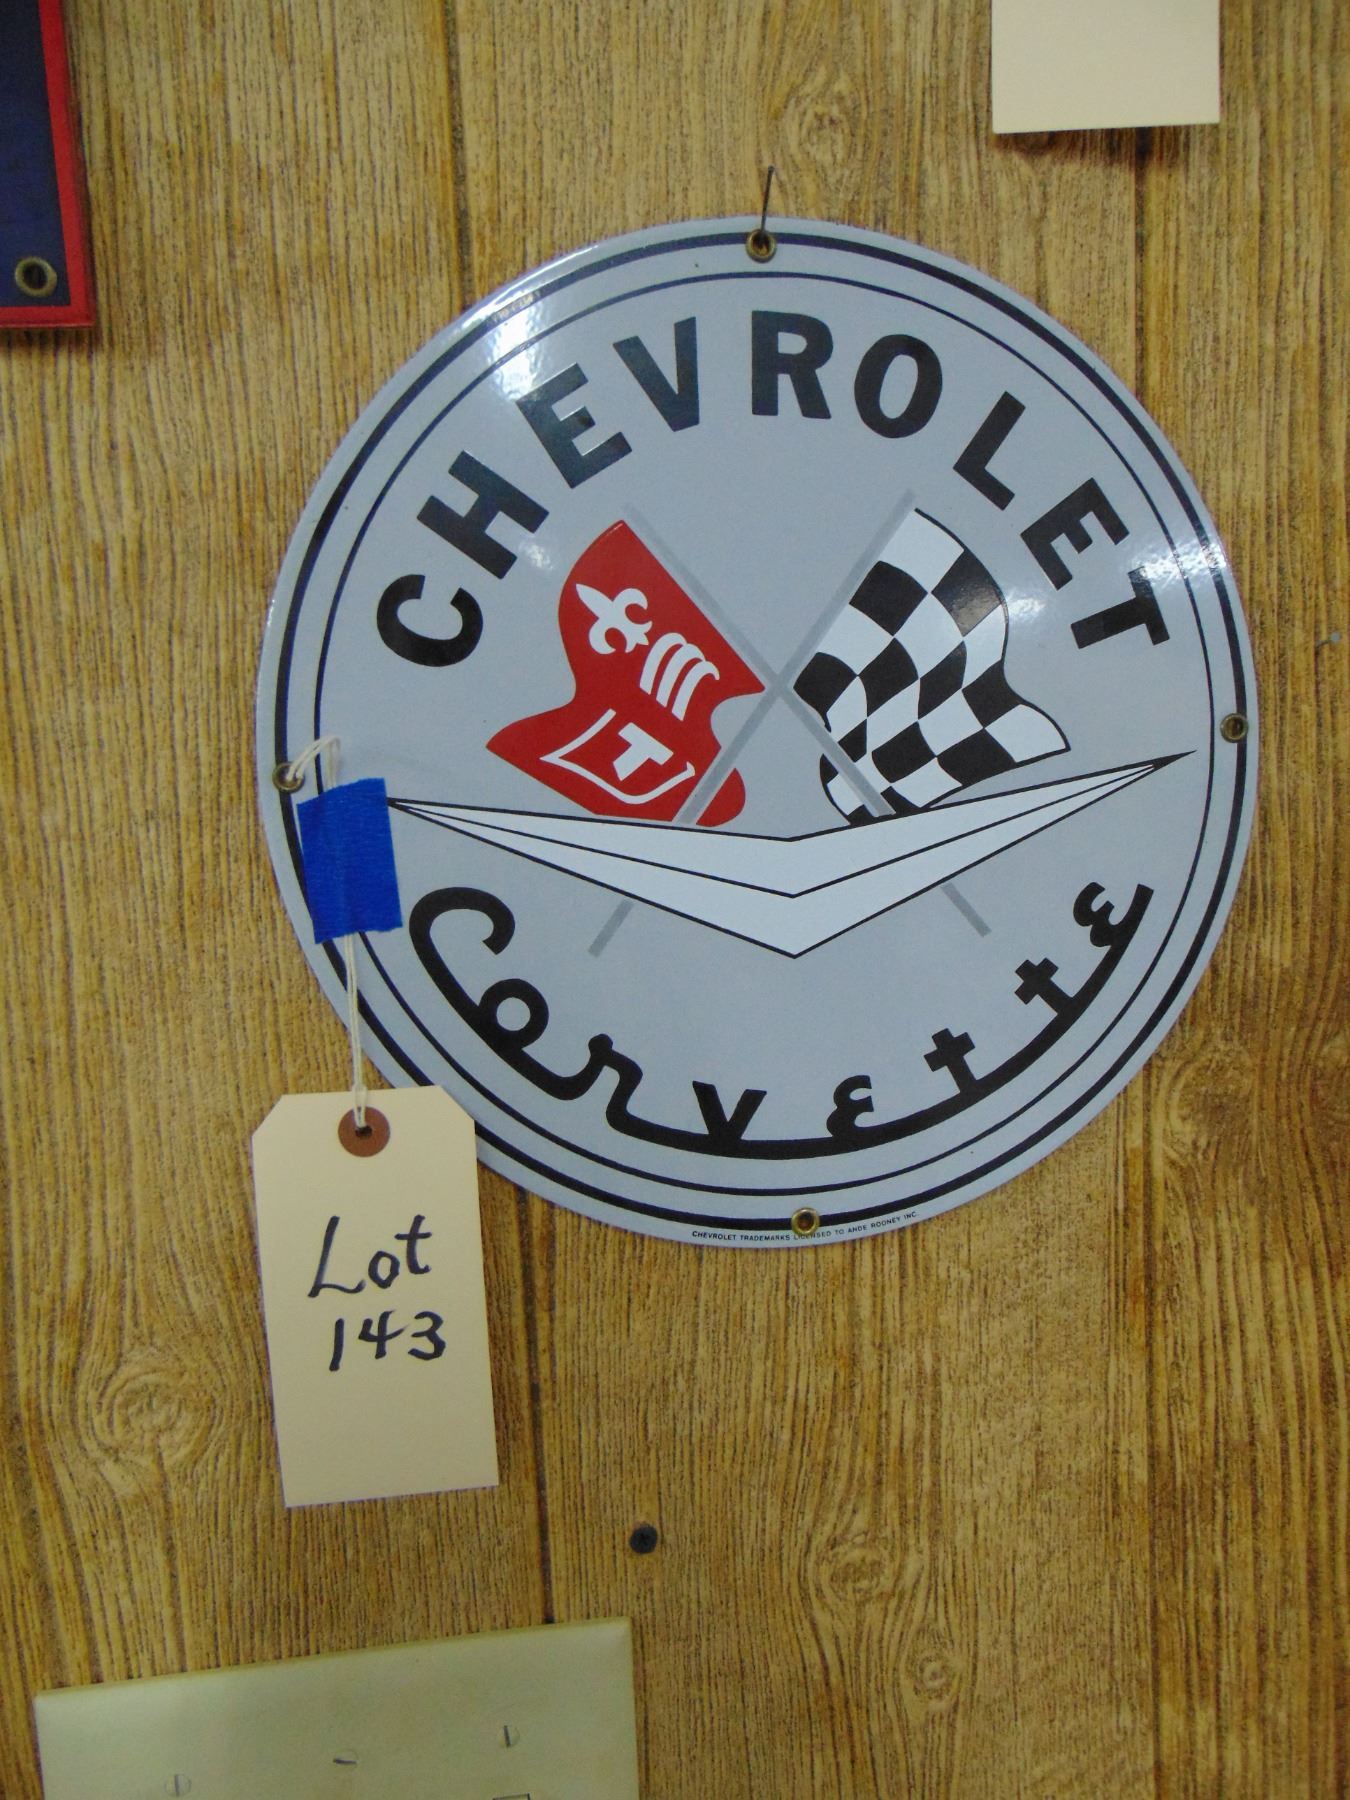 CHEVROLET
Corvette
CHEVROLET TRADEMARKS LICENSED TO ANDE ROONEY INC.
Lot
143